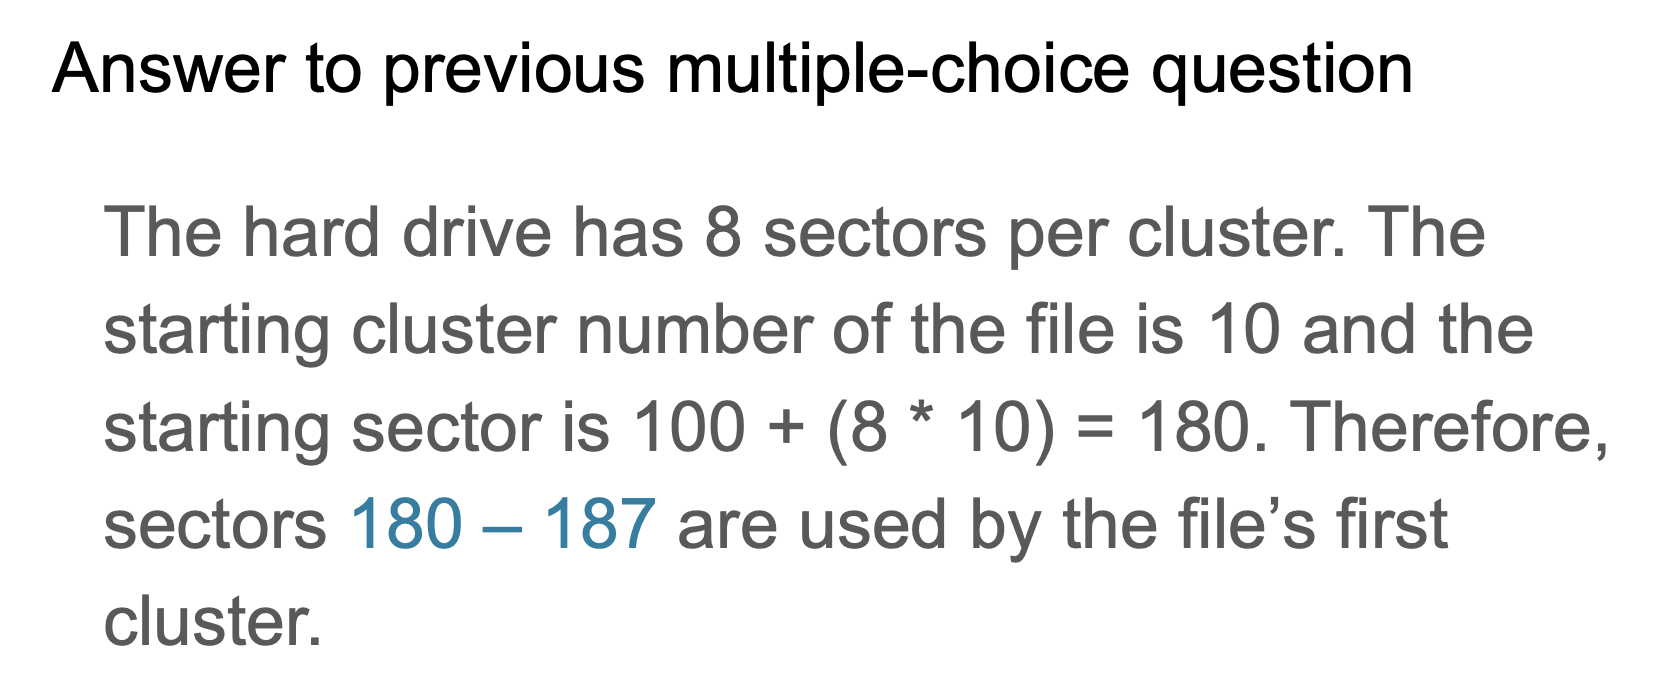 Answer to previous multiple-choice question
The hard drive has 8 sectors per cluster. The
starting cluster number of the file is 10 and the
starting sector is 100 + (8 * 10) = 180. Therefore,
sectors 180 – 187 are used by the file’s first
cluster.